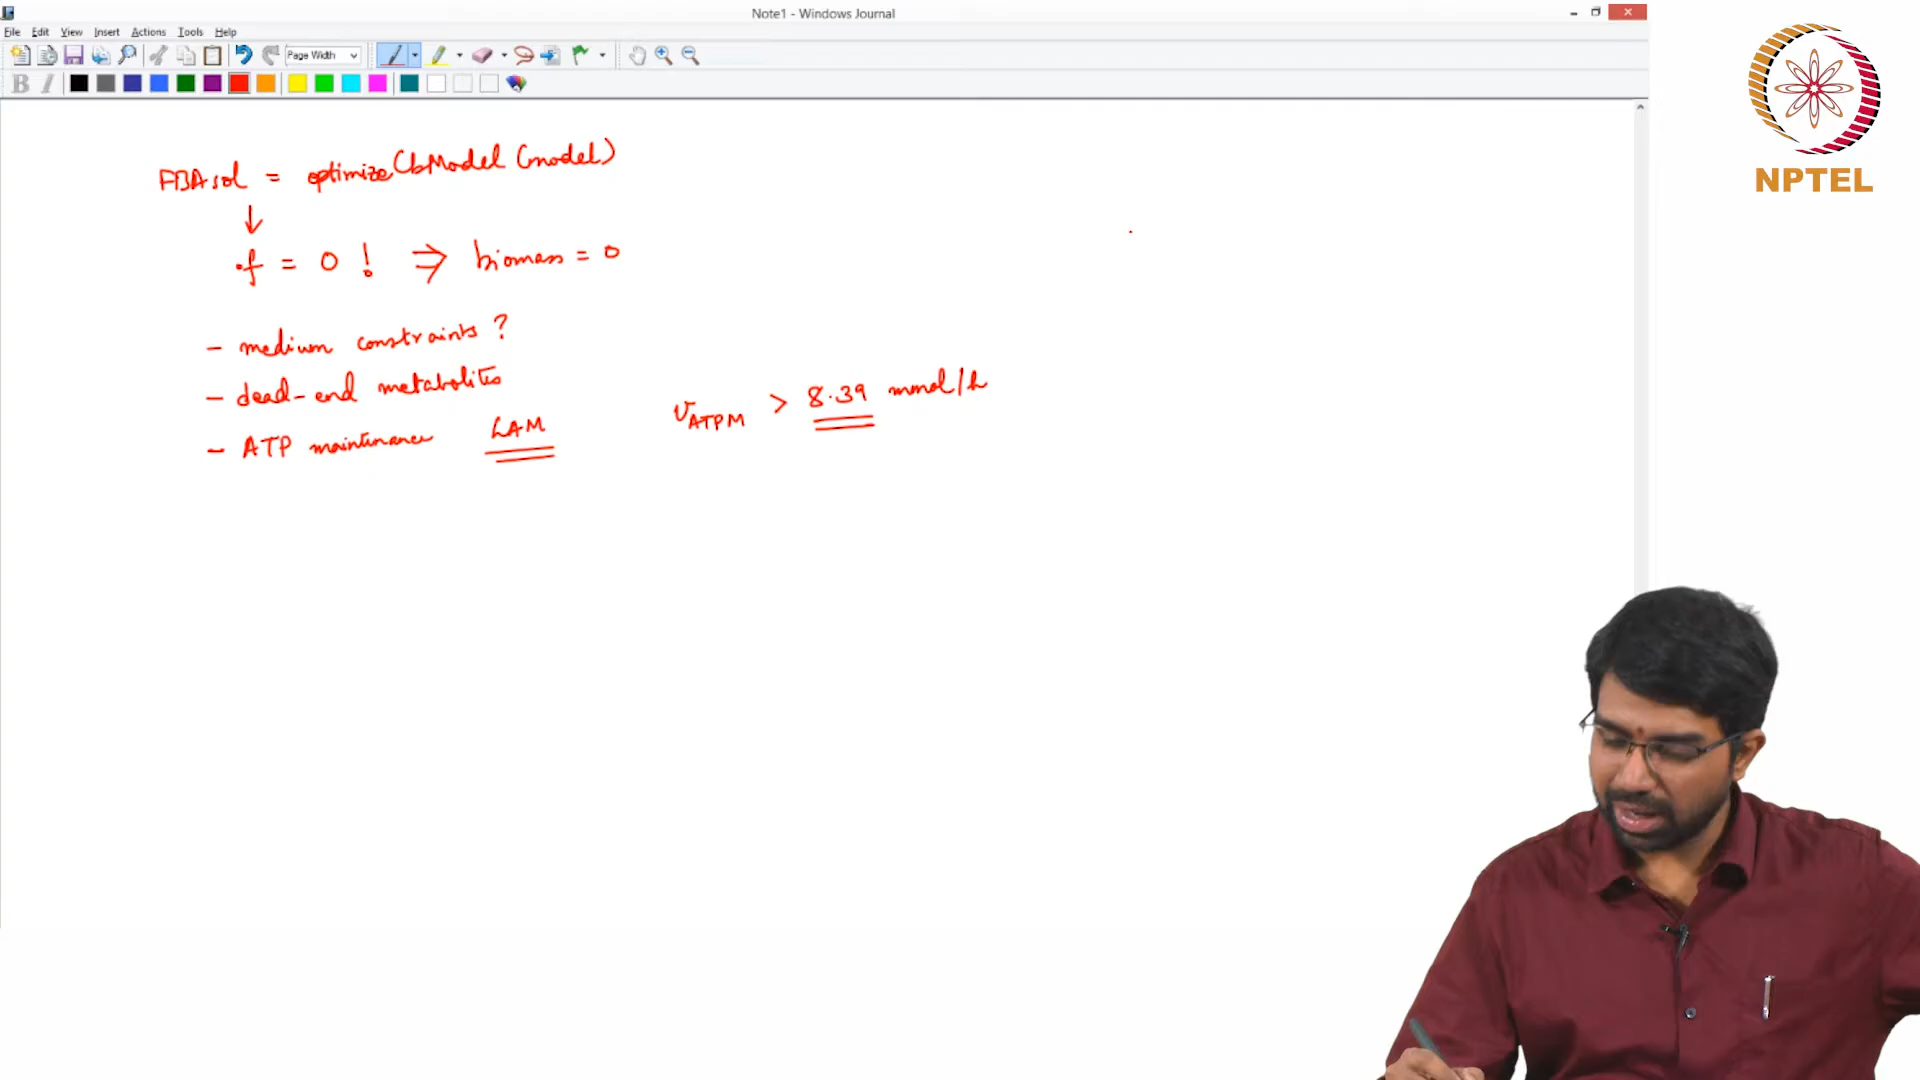 Note1 - Windows Journal
File Edit View Insert Actions Tools Help
Page Width
B I
NPTEL
FBAsol = optimizeCbModel (model)
↓
.f = 0 ! ⇒ biomass = 0
- medium constraints ?
- dead-end metabolites
- ATP maintenance LAM
vATPM > 8.39 mmol/h